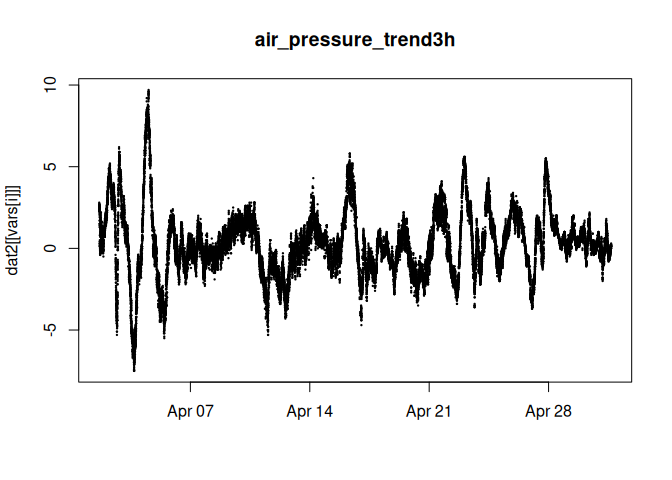 air_pressure_trend3h
10
5
0
-5
dat2[[vars[i]]]
Apr 07
Apr 14
Apr 21
Apr 28